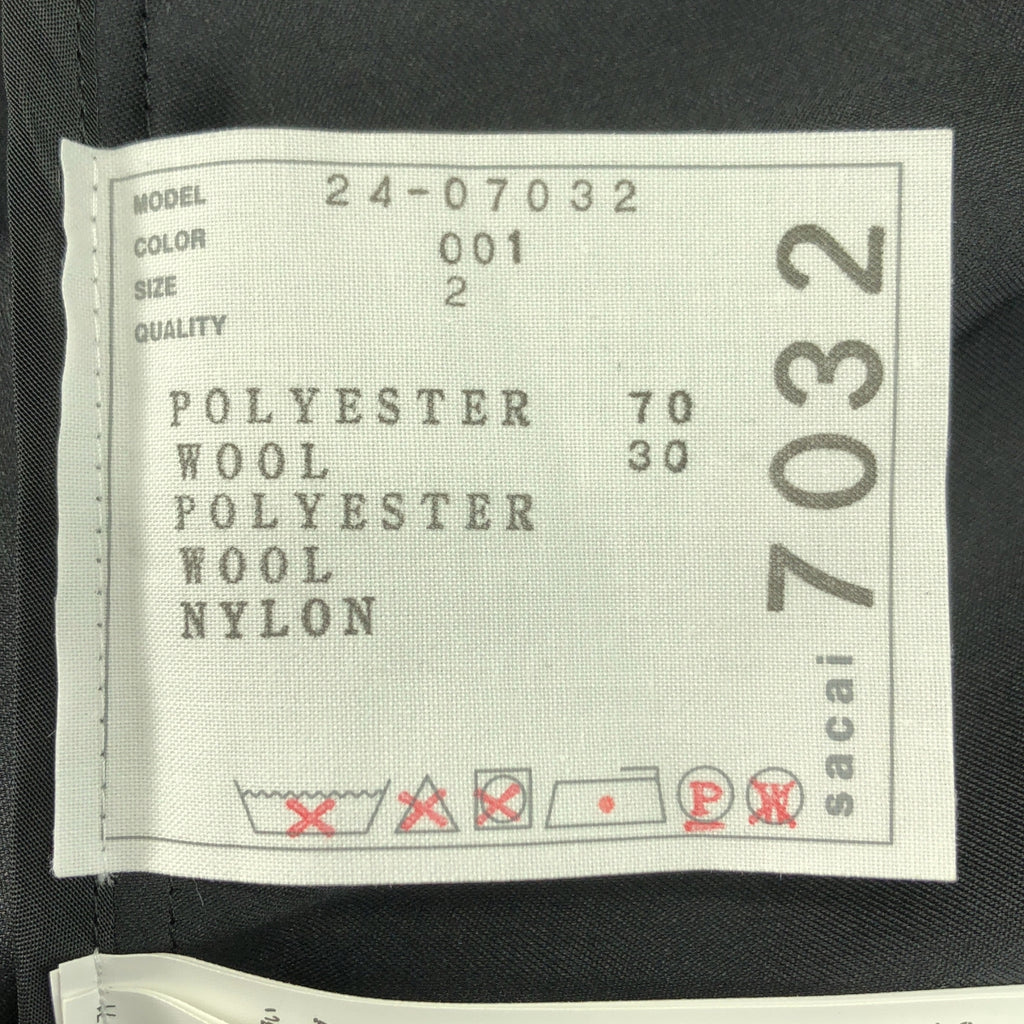 MODEL 24-07032
COLOR 001
SIZE 2
QUALITY
POLYESTER 70
WOOL 30
POLYESTER
WOOL
NYLON
P
W
sacai 7032